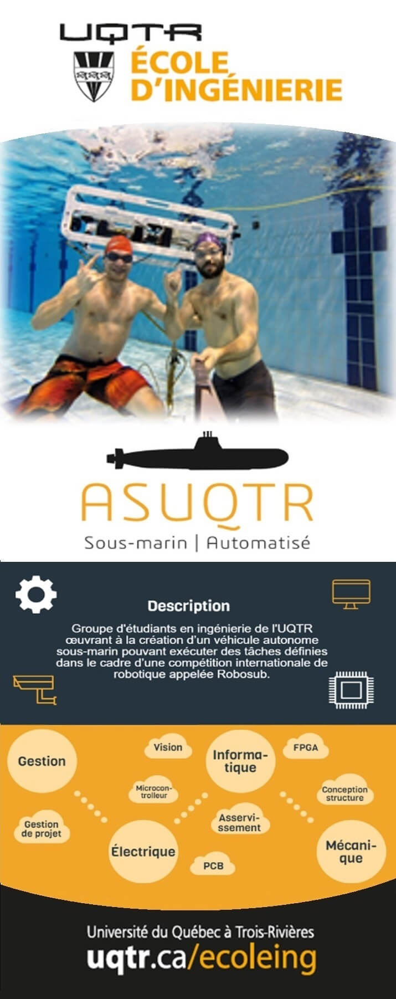 UQTR
ÉCOLE
D'INGÉNIERIE
ASUQTR
Sous-marin | Automatisé
Description
Groupe d'étudiants en ingénierie de l'UQTR
œuvrant à la création d'un véhicule autonome
sous-marin pouvant exécuter des tâches définies
dans le cadre d'une compétition internationale de
robotique appelée Robosub.
Gestion
Vision
Informa-
tique
FPGA
Microcon-
trolleur
Conception
structure
Gestion
de projet
Asservi-
ssement
Électrique
PCB
Mécani-
que
Université du Québec à Trois-Rivières
uqtr.ca/ecoleing